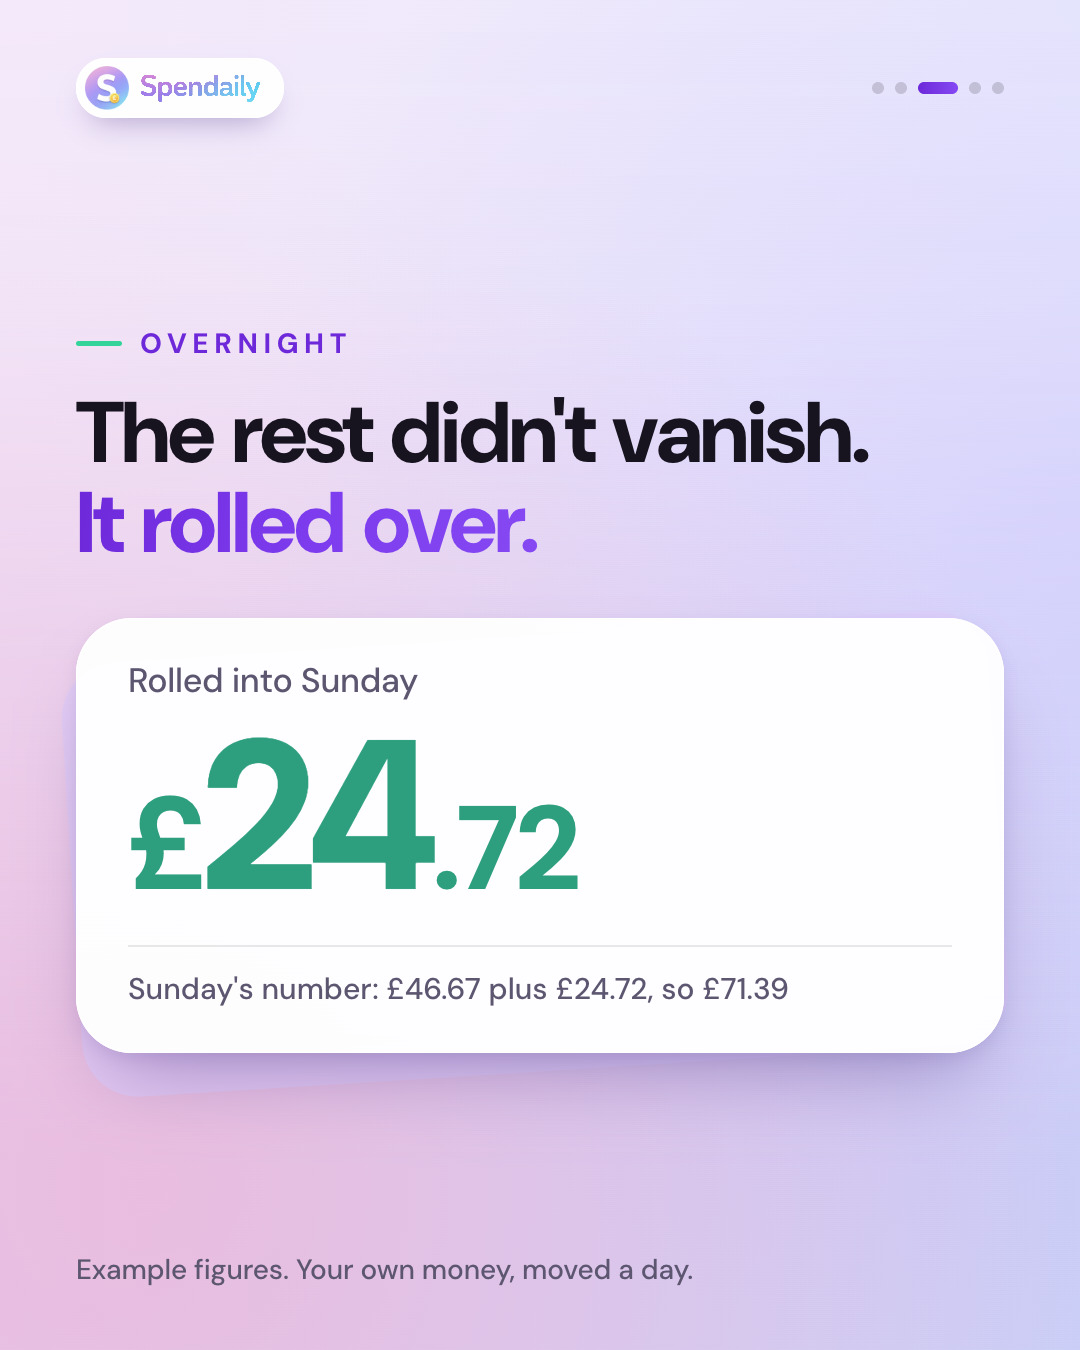 Spendaily
OVERNIGHT
The rest didn't vanish.
It rolled over.
Rolled into Sunday
£24.72
Sunday's number: £46.67 plus £24.72, so £71.39
Example figures. Your own money, moved a day.